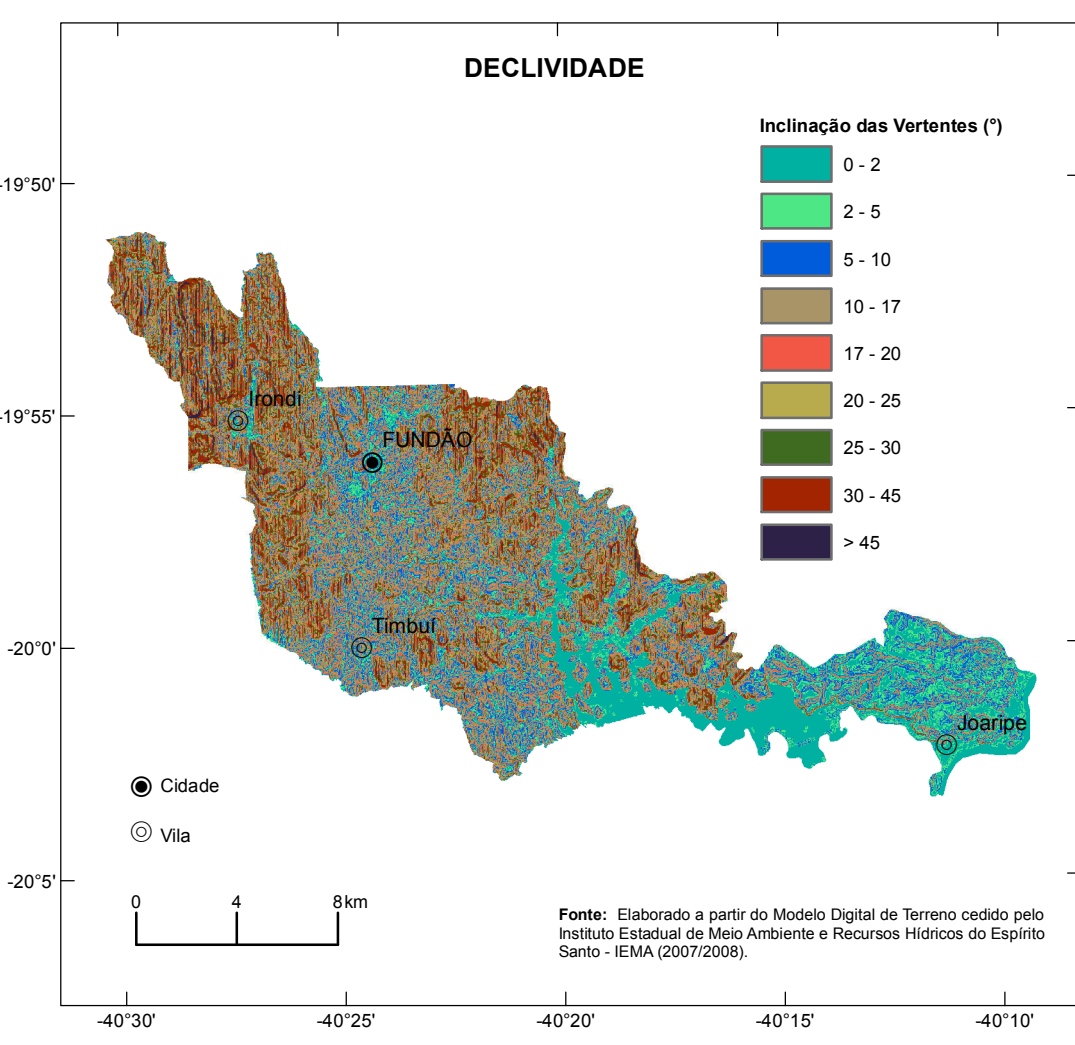 DECLIVIDADE
Inclinação das Vertentes (°)
0 - 2
2 - 5
5 - 10
10 - 17
17 - 20
20 - 25
25 - 30
30 - 45
> 45
-19°50'
-19°55'
-20°0'
-20°5'
Irondi
FUNDÃO
Timbuí
Joaripe
Cidade
Vila
0 4 8 km
Fonte: Elaborado a partir do Modelo Digital de Terreno cedido pelo
Instituto Estadual de Meio Ambiente e Recursos Hídricos do Espírito
Santo - IEMA (2007/2008).
-40°30' -40°25' -40°20' -40°15' -40°10'